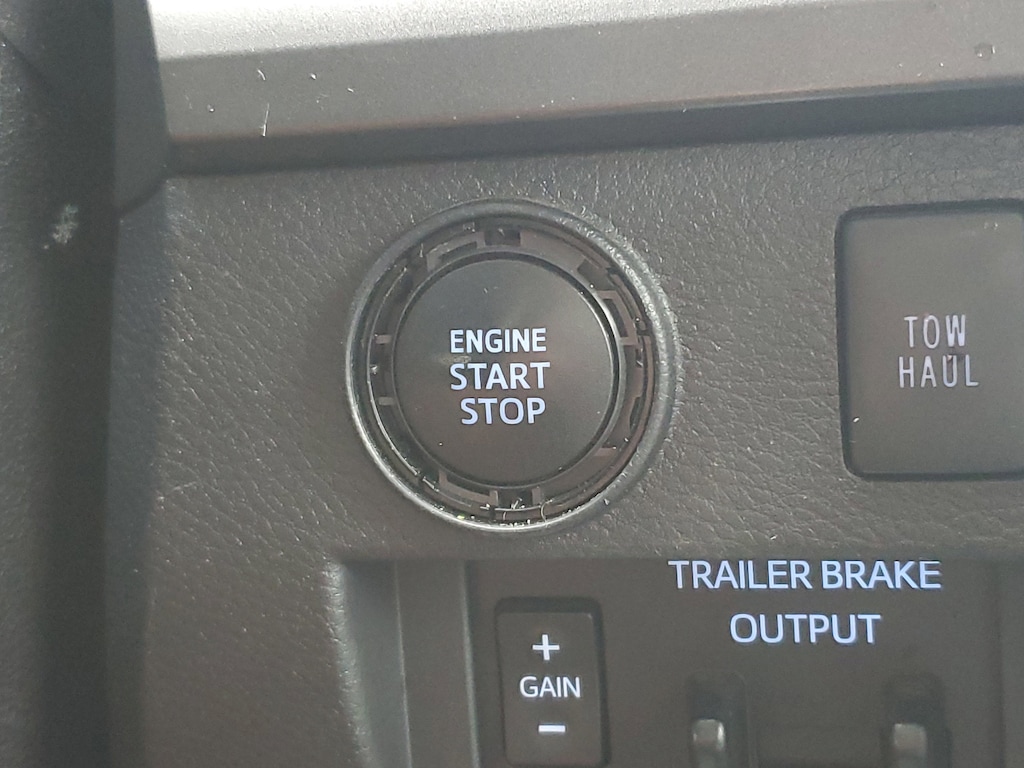 ENGINE
START
STOP
TOW
HAUL
TRAILER BRAKE
OUTPUT
+
GAIN
-